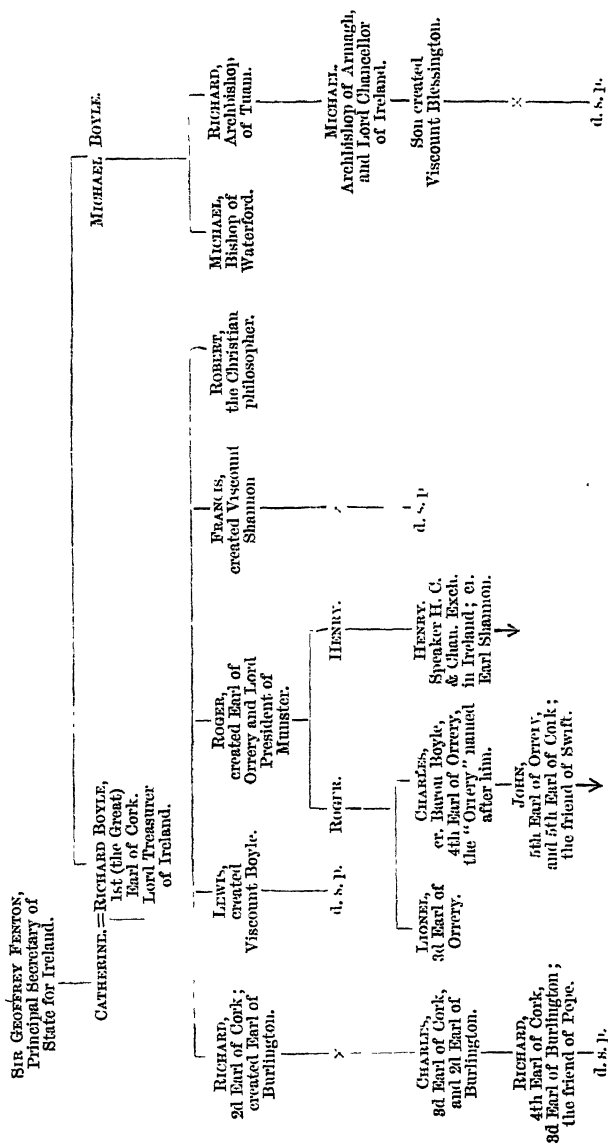 SIR GEOFFREY FENTON,
Principal Secretary of
State for Ireland.
CATHERINE.=RICHARD BOYLE,
1st (the Great)
Earl of Cork.
Lord Treasurer
of Ireland.
MICHAEL BOYLE.
RICHARD,
2d Earl of Cork;
created Earl of
Burlington.
LEWIS,
created
Viscount Boyle.
ROGER,
created Earl of
Orrery and Lord
President of
Munster.
FRANCIS,
created Viscount
Shannon
ROBERT,
the Christian
philosopher.
MICHAEL,
Bishop of
Waterford.
RICHARD,
Archbishop
of Tuam.
×
d. s. p.
ROGER.
HENRY.
×
MICHAEL,
Archbishop of Armagh,
and Lord Chancellor
of Ireland.
CHARLES,
3d Earl of Cork,
and 2d Earl of
Burlington.
LIONEL,
3d Earl of
Orrery.
CHARLES,
cr. Baron Boyle,
4th Earl of Orrery,
the "Orrery" named
after him.
HENRY.
Speaker H. C.
& Chan. Exch.
in Ireland; cr.
Earl Shannon.
d. s. p
Son created
Viscount Blessington.
RICHARD,
4th Earl of Cork,
3d Earl of Burlington;
the friend of Pope.
JOHN,
5th Earl of Orrery,
and 5th Earl of Cork;
the friend of Swift.
×
d. s. p.
d. s. p.